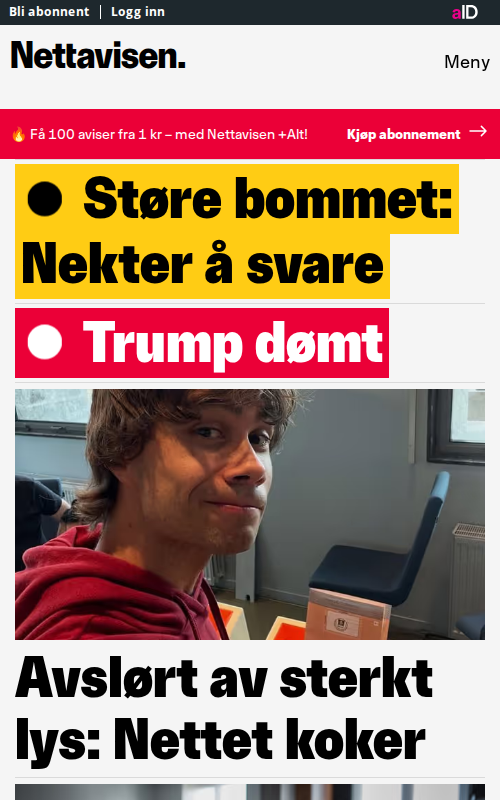 Bli abonnent | Logg inn
aID
Nettavisen.
Meny
🔥 Få 100 aviser fra 1 kr – med Nettavisen +Alt!
Kjøp abonnement →
Støre bommet:
Nekter å svare
Trump dømt
Avslørt av sterkt
lys: Nettet koker